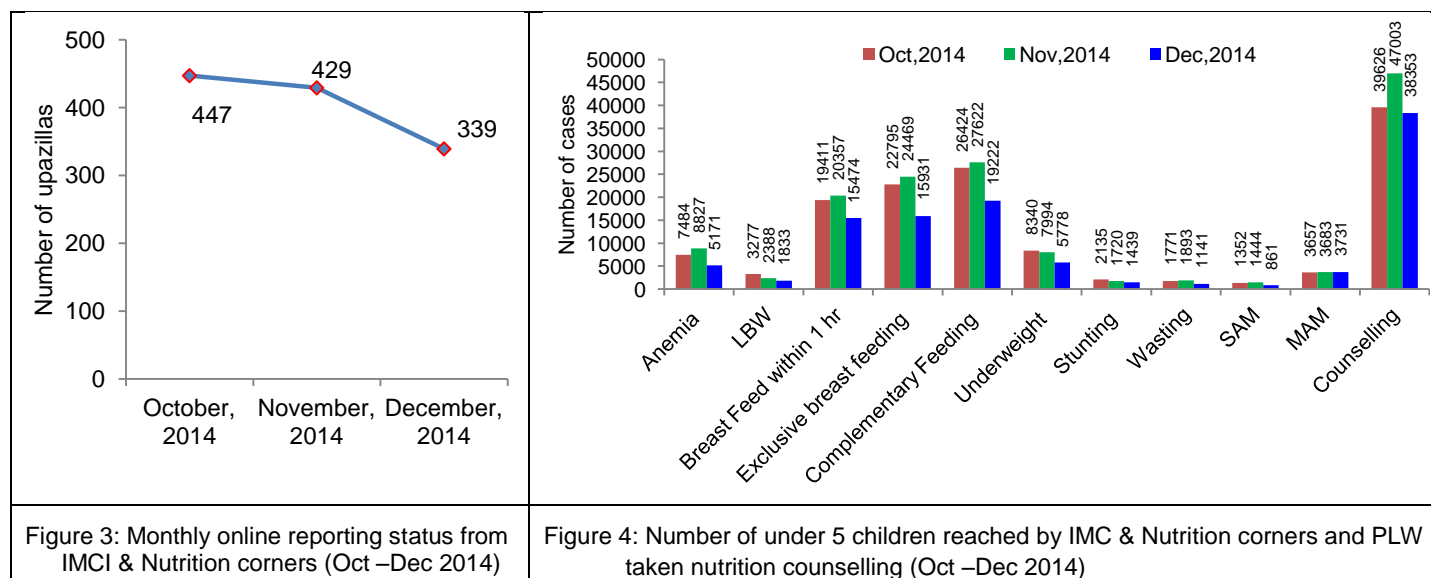 500
400
300
200
100
0
Number of upazillas
447
429
339
October, 2014
November, 2014
December, 2014
Figure 3: Monthly online reporting status from
IMCI & Nutrition corners (Oct –Dec 2014)
Oct,2014 Nov,2014 Dec,2014
50000
45000
40000
35000
30000
25000
20000
15000
10000
5000
0
Number of cases
7484 8827 5171
3277 2388 1833
19411 20357 15474
22795 24469 15931
26424 27622 19222
8340 7994 5778
2135 1720 1439
1771 1893 1141
1352 1444 861
3657 3683 3731
39626 47003 38353
Anemia
LBW
Breast Feed within 1 hr
Exclusive breast feeding
Complementary Feeding
Underweight
Stunting
Wasting
SAM
MAM
Counselling
Figure 4: Number of under 5 children reached by IMC & Nutrition corners and PLW
taken nutrition counselling (Oct –Dec 2014)